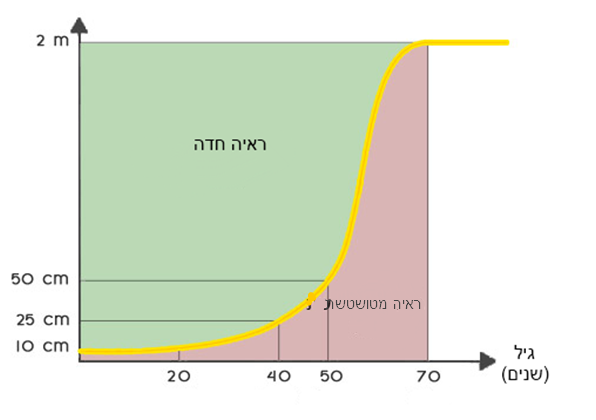 2 m
ראיה חדה
50 cm
ראיה מטושטשת
25 cm
10 cm
20 40 50 70
גיל
(שנים)